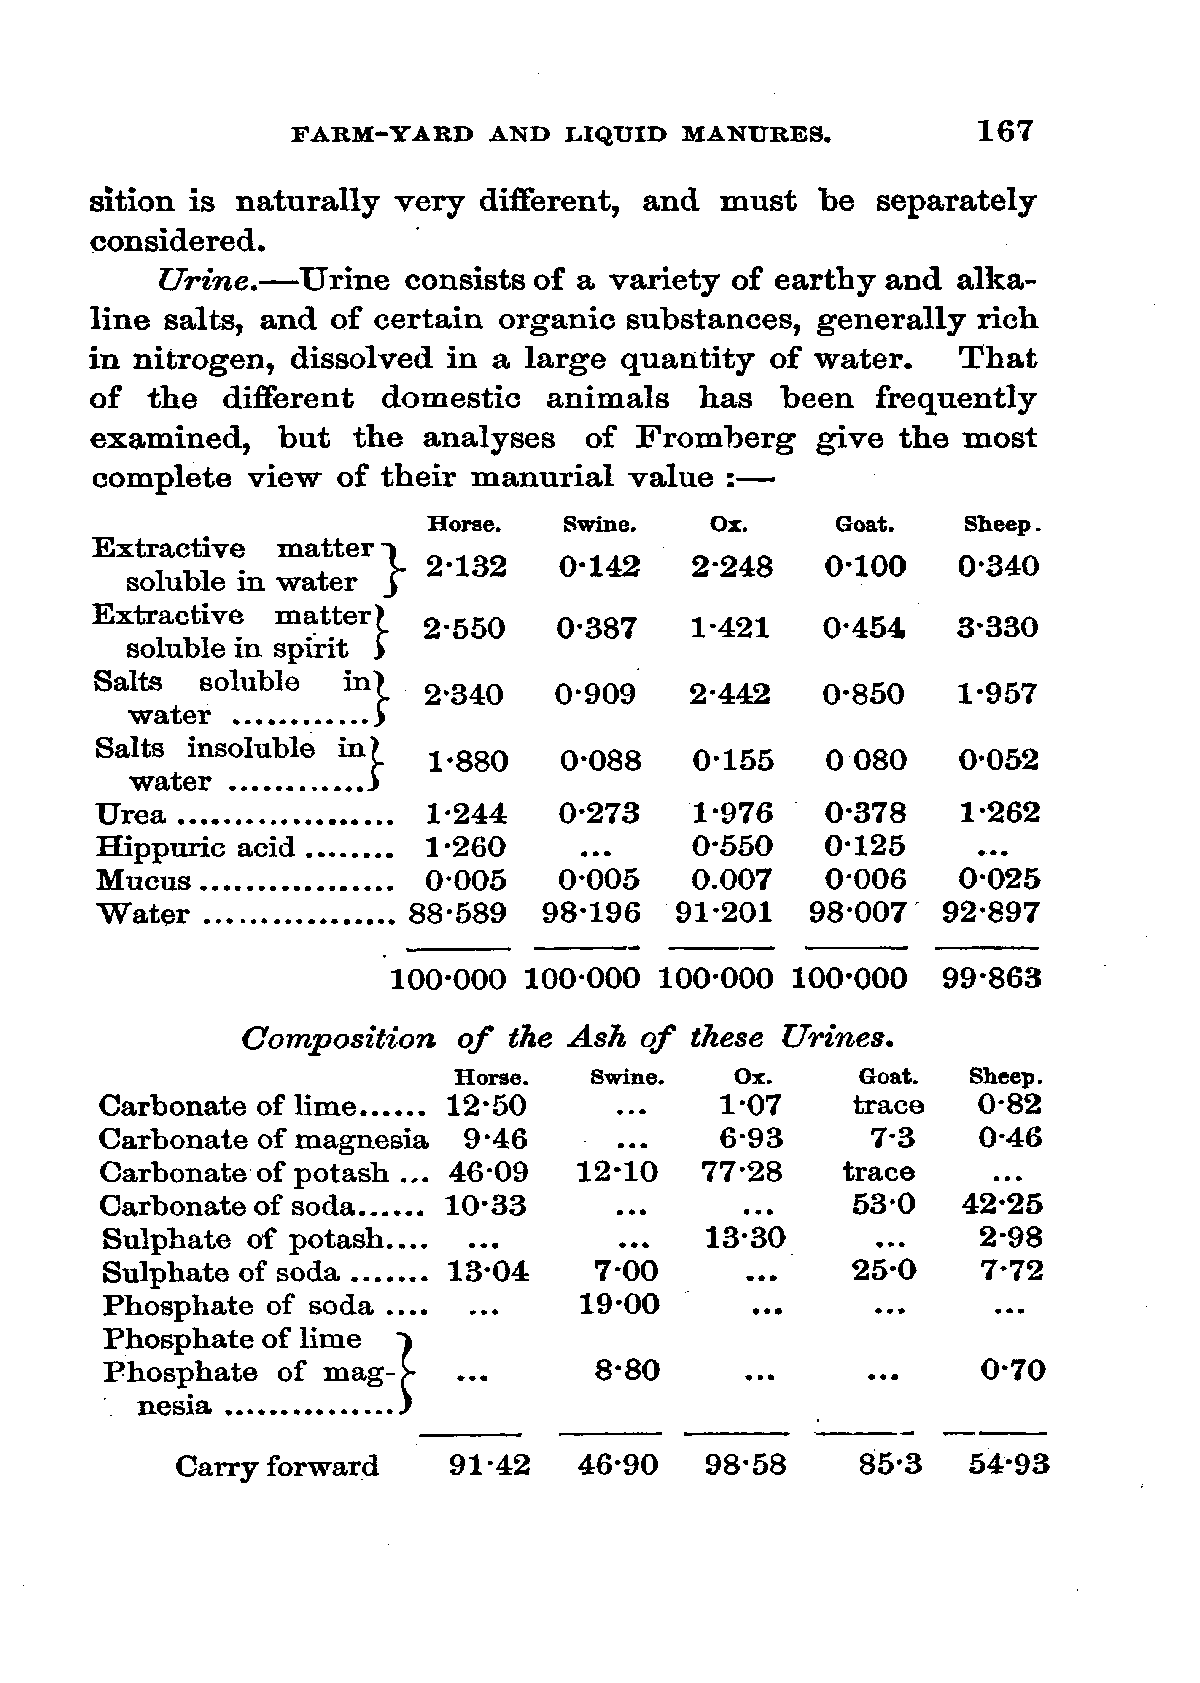 FARM-YARD AND LIQUID MANURES. 167
sition is naturally very different, and must be separately
considered.
Urine.—Urine consists of a variety of earthy and alka-
line salts, and of certain organic substances, generally rich
in nitrogen, dissolved in a large quantity of water. That
of the different domestic animals has been frequently
examined, but the analyses of Fromberg give the most
complete view of their manurial value :—
Horse. Swine. Ox. Goat. Sheep.
Extractive matter
soluble in water } 2·132 0·142 2·248 0·100 0·340
Extractive matter
soluble in spirit } 2·550 0·387 1·421 0·454 3·330
Salts soluble in
water ............ } 2·340 0·909 2·442 0·850 1·957
Salts insoluble in
water ............ } 1·880 0·088 0·155 0 080 0·052
Urea ................... 1·244 0·273 1·976 0·378 1·262
Hippuric acid ........ 1·260 ... 0·550 0·125 ...
Mucus ................. 0·005 0·005 0.007 0·006 0·025
Water ................. 88·589 98·196 91·201 98·007 92·897
100·000 100·000 100·000 100·000 99·863
Composition of the Ash of these Urines.
Horse. Swine. Ox. Goat. Sheep.
Carbonate of lime...... 12·50 ... 1·07 trace 0·82
Carbonate of magnesia 9·46 ... 6·93 7·3 0·46
Carbonate of potash ... 46·09 12·10 77·28 trace ...
Carbonate of soda...... 10·33 ... ... 53·0 42·25
Sulphate of potash.... ... ... 13·30 ... 2·98
Sulphate of soda ....... 13·04 7·00 ... 25·0 7·72
Phosphate of soda .... ... 19·00 ... ... ...
Phosphate of lime
Phosphate of mag- } ... 8·80 ... ... 0·70
nesia ...............
Carry forward 91·42 46·90 98·58 85·3 54·93